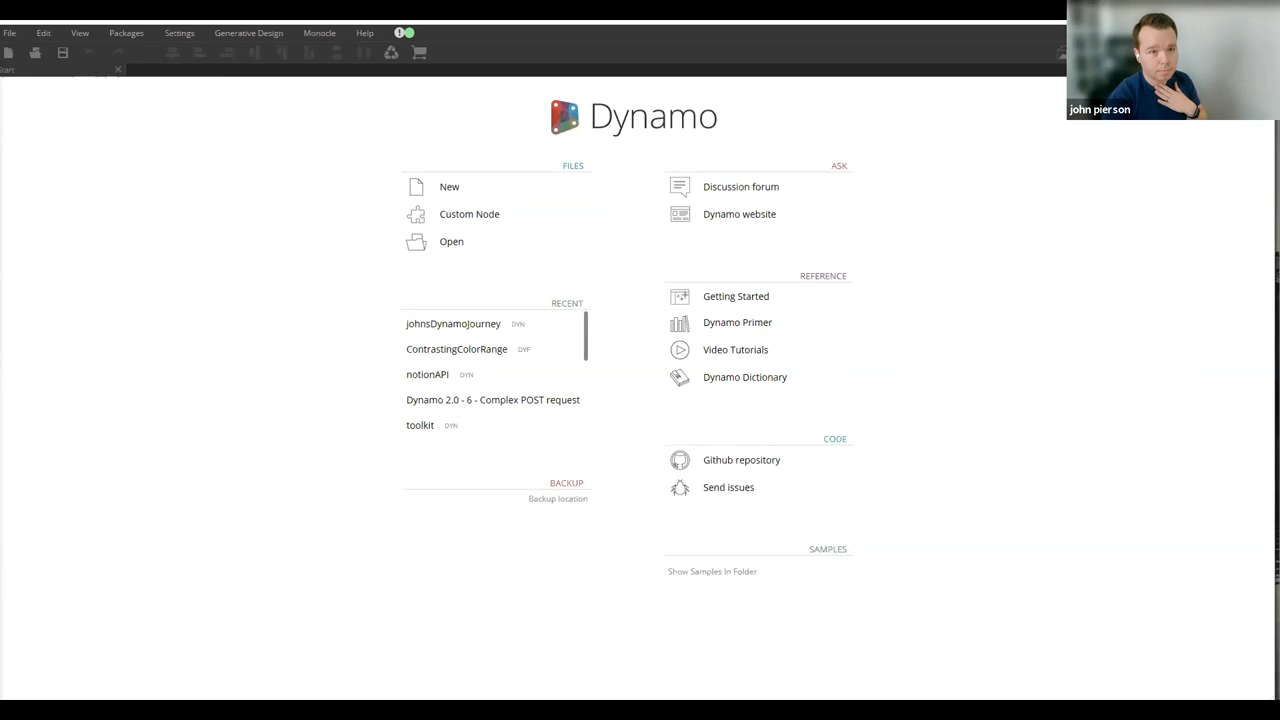 File Edit View Packages Settings Generative Design Monocle Help
Start
john pierson
Dynamo
FILES
New
Custom Node
Open
RECENT
johnsDynamoJourney DYN
ContrastingColorRange DYF
notionAPI DYN
Dynamo 2.0 - 6 - Complex POST request
toolkit DYN
BACKUP
Backup location
ASK
Discussion forum
Dynamo website
REFERENCE
Getting Started
Dynamo Primer
Video Tutorials
Dynamo Dictionary
CODE
Github repository
Send issues
SAMPLES
Show Samples In Folder